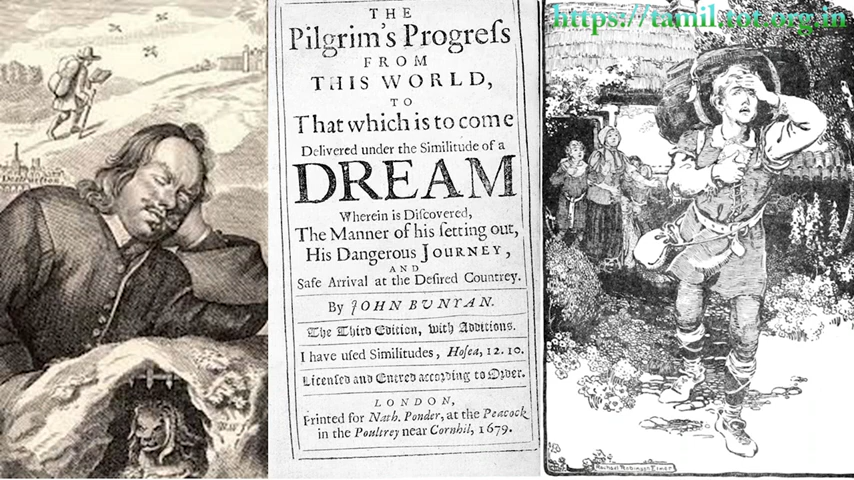 https://tamil.tot.org.in
Destruction
THE
Pilgrim's Progreſs
FROM
THIS WORLD,
TO
That which is to come
Delivered under the Similitude of a
DREAM
Wherein is Diſcovered,
The Manner of his ſetting out,
His Dangerous JOURNEY,
AND
Safe Arrival at the Deſired Countrey.
By JOHN BUNYAN.
The Third Edition, with Additions.
I have uſed Similitudes, Hoſea, 12. 10.
Licenſed and Entred according to Order.
LONDON,
Printed for Nath. Ponder, at the Peacock
in the Poultrey near Cornhil, 1679.
Rachael Robinson Elmer